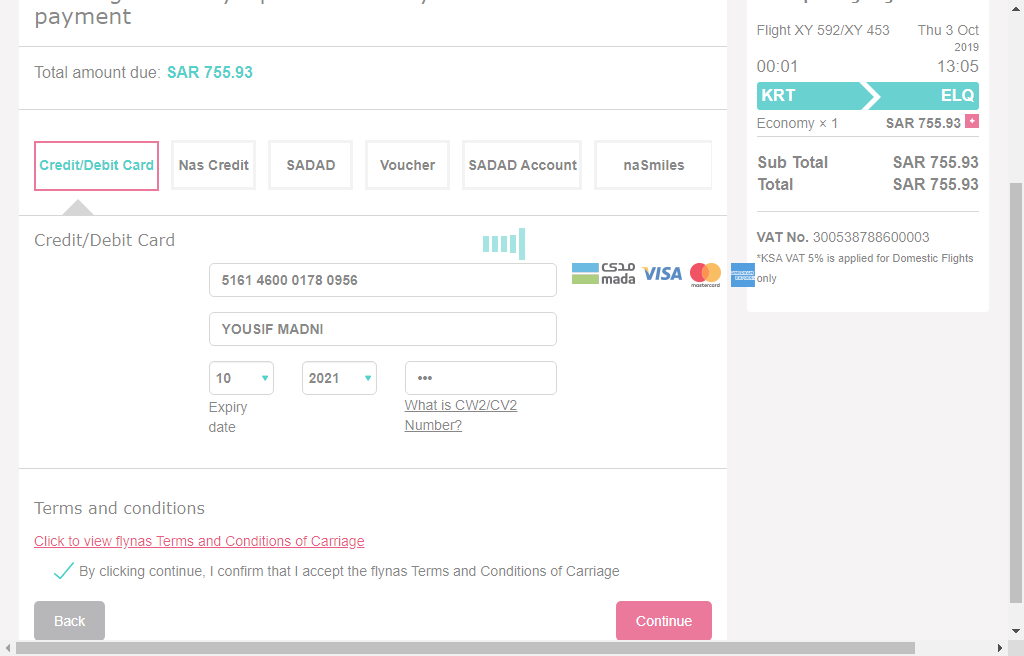 payment
Total amount due: SAR 755.93
Credit/Debit Card
Nas Credit
SADAD
Voucher
SADAD Account
naSmiles
Credit/Debit Card
5161 4600 0178 0956
مدى
mada
VISA
mastercard
YOUSIF MADNI
10
2021
•••
Expiry
date
What is CW2/CV2
Number?
Terms and conditions
Click to view flynas Terms and Conditions of Carriage
By clicking continue, I confirm that I accept the flynas Terms and Conditions of Carriage
Back
Continue
Flight XY 592/XY 453 Thu 3 Oct
2019
00:01 13:05
KRT ELQ
Economy × 1 SAR 755.93 +
Sub Total SAR 755.93
Total SAR 755.93
VAT No. 300538788600003
*KSA VAT 5% is applied for Domestic Flights
only